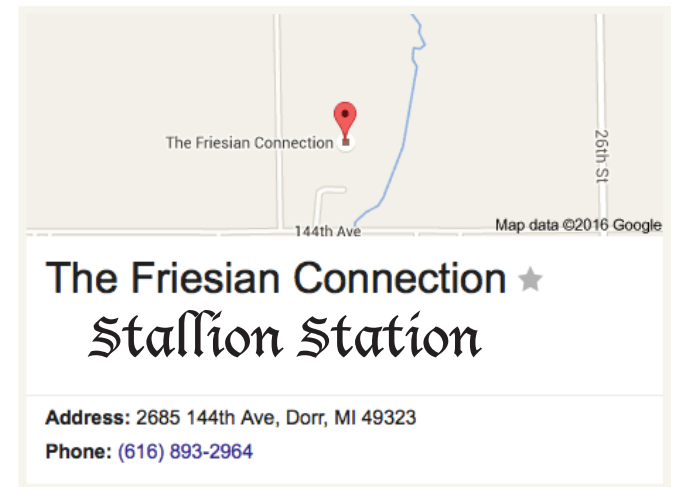 The Friesian Connection
26th St
144th Ave
Map data ©2016 Google
The Friesian Connection
Stallion Station
Address: 2685 144th Ave, Dorr, MI 49323
Phone: (616) 893-2964